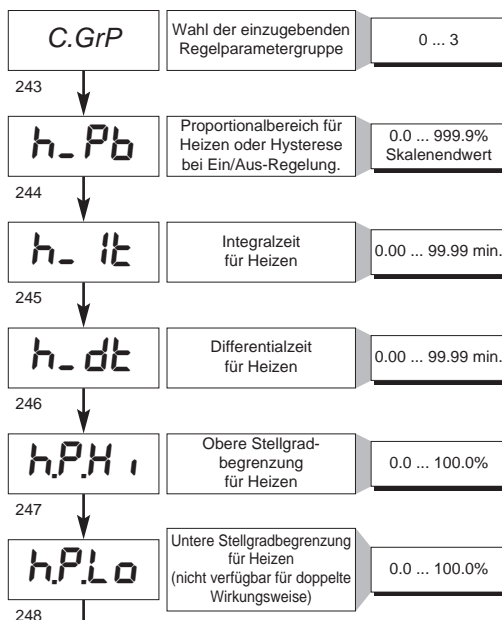 C.GrP
Wahl der einzugebenden
Regelparametergruppe
0 ... 3
243
h_Pb
Proportionalbereich für
Heizen oder Hysterese
bei Ein/Aus-Regelung.
0.0 ... 999.9%
Skalenendwert
244
h_It
Integralzeit
für Heizen
0.00 ... 99.99 min.
245
h_dt
Differentialzeit
für Heizen
0.00 ... 99.99 min.
246
h.P.Hi
Obere Stellgrad-
begrenzung
für Heizen
0.0 ... 100.0%
247
h.P.Lo
Untere Stellgradbegrenzung
für Heizen
(nicht verfügbar für doppelte
Wirkungsweise)
0.0 ... 100.0%
248